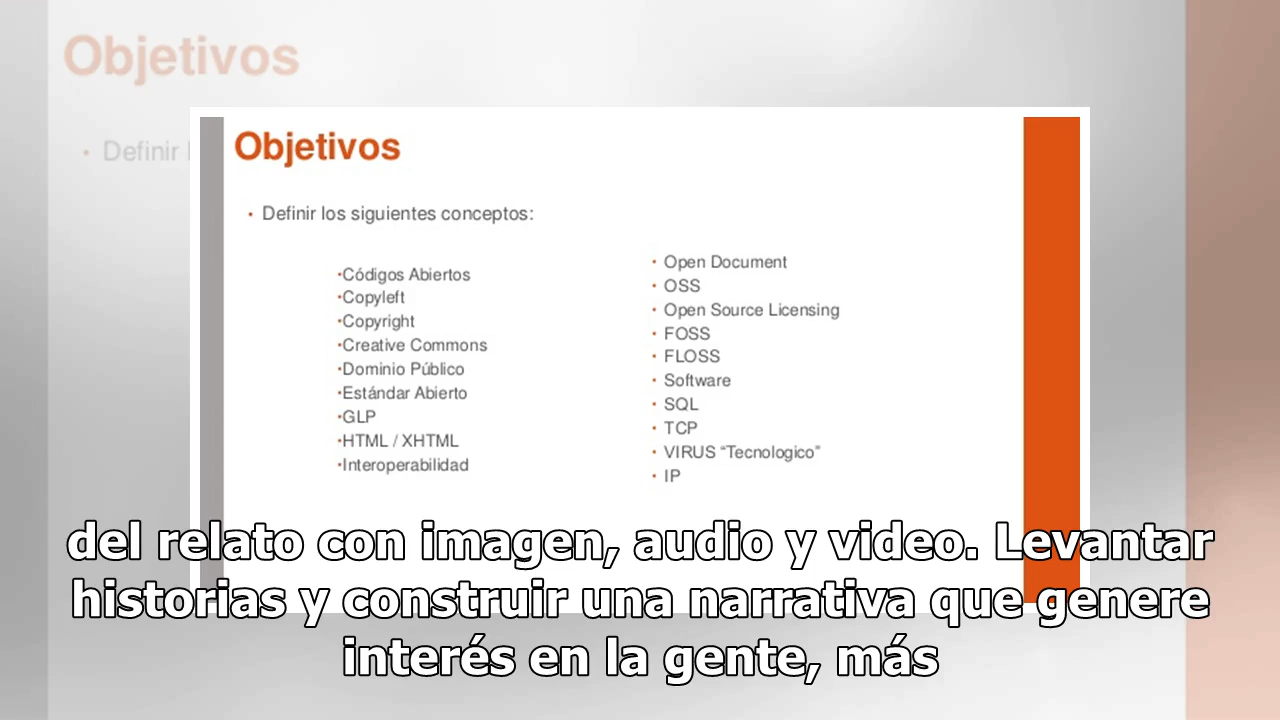 Objetivos
• Definir l
Objetivos
• Definir los siguientes conceptos:
•Códigos Abiertos
•Copyleft
•Copyright
•Creative Commons
•Dominio Público
•Estándar Abierto
•GLP
•HTML / XHTML
•Interoperabilidad
• Open Document
• OSS
• Open Source Licensing
• FOSS
• FLOSS
• Software
• SQL
• TCP
• VIRUS “Tecnologico”
• IP
del relato con imagen, audio y video. Levantar
historias y construir una narrativa que genere
interés en la gente, más